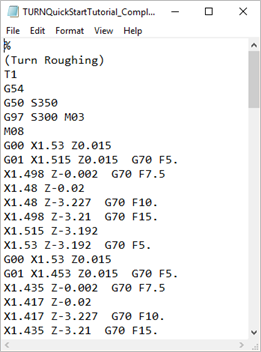 TURNQuickStartTutorial_Compl...
File Edit Format View Help
%
(Turn Roughing)
T1
G54
G50 S350
G97 S300 M03
M08
G00 X1.53 Z0.015
G01 X1.515 Z0.015 G70 F5.
X1.498 Z-0.002 G70 F7.5
X1.48 Z-0.02
X1.48 Z-3.227 G70 F10.
X1.498 Z-3.21 G70 F15.
X1.515 Z-3.192
X1.53 Z-3.192 G70 F5.
G00 X1.53 Z0.015
G01 X1.453 Z0.015 G70 F5.
X1.435 Z-0.002 G70 F7.5
X1.417 Z-0.02
X1.417 Z-3.227 G70 F10.
X1.435 Z-3.21 G70 F15.